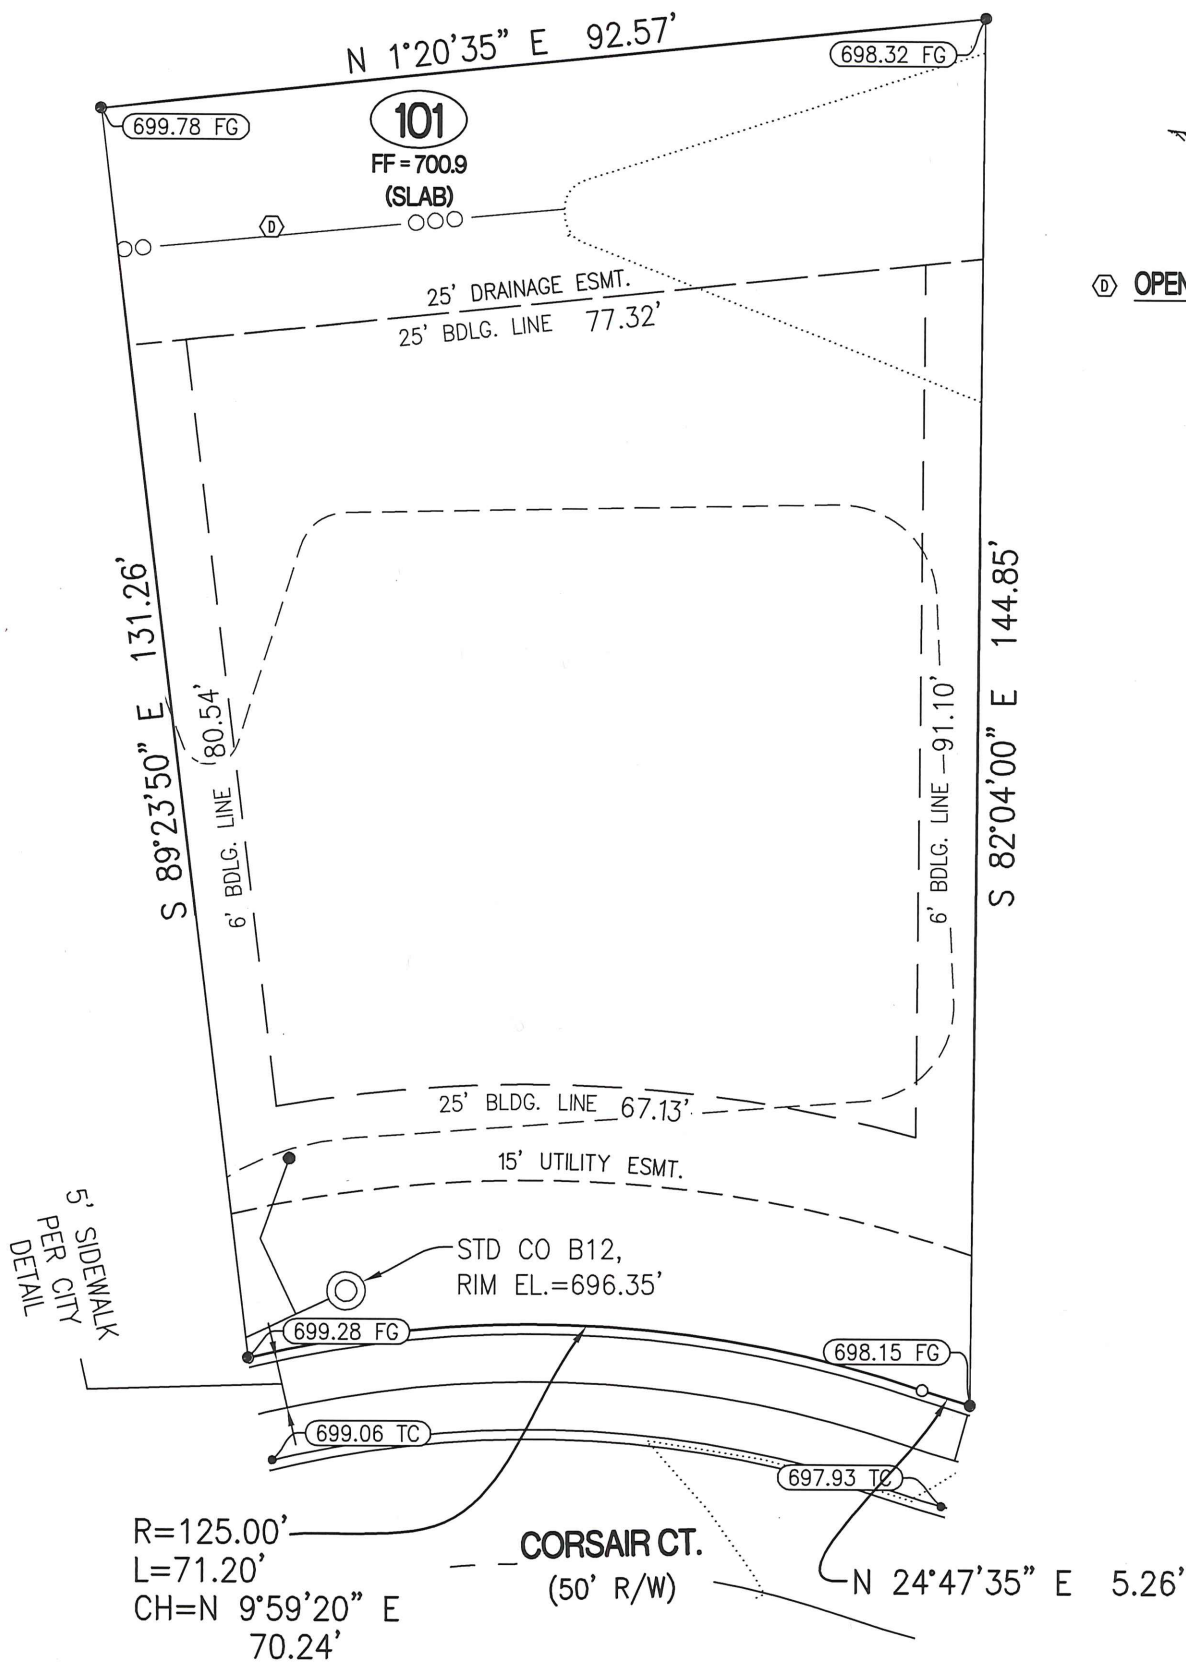 N 1°20'35" E 92.57'
698.32 FG
699.78 FG
101
FF = 700.9
(SLAB)
D
25' DRAINAGE ESMT.
25' BDLG. LINE 77.32'
D OPEN
S 89°23'50" E 131.26'
6' BDLG. LINE 80.54'
6' BDLG. LINE 91.10'
S 82°04'00" E 144.85'
25' BLDG. LINE 67.13'
15' UTILITY ESMT.
5' SIDEWALK
PER CITY
DETAIL
STD CO B12,
RIM EL.=696.35'
699.28 FG
698.15 FG
699.06 TC
697.93 TC
R=125.00'
L=71.20'
CH=N 9°59'20" E
70.24'
CORSAIR CT.
(50' R/W)
N 24°47'35" E 5.26'